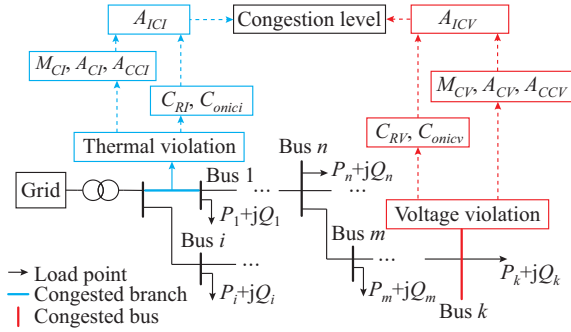 A_ICI
Congestion level
A_ICV
M_CI, A_CI, A_CCI
M_CV, A_CV, A_CCV
C_RI, C_onici
C_RV, C_onicv
Thermal violation
Bus n
P_n+jQ_n
Grid
Bus 1
...
...
...
Voltage violation
P_1+jQ_1
Bus i
Bus m
...
...
...
P_k+jQ_k
Load point
P_i+jQ_i
P_m+jQ_m
Congested branch
Bus k
Congested bus